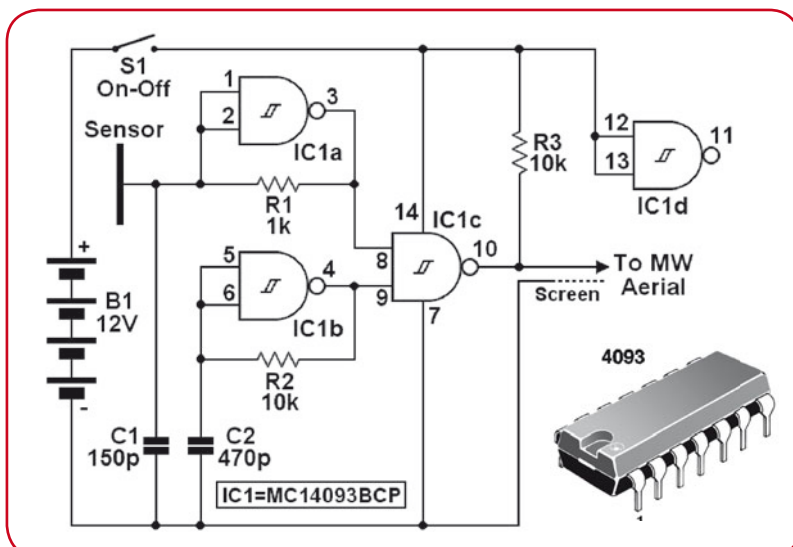 S1
On-Off
Sensor
1
2
3
IC1a
R1
1k
5
6
4
IC1b
R2
10k
14
IC1c
8
9
10
7
R3
10k
12
13
11
IC1d
To MW
Aerial
Screen
+
B1
12V
-
C1
150p
C2
470p
IC1=MC14093BCP
4093
1